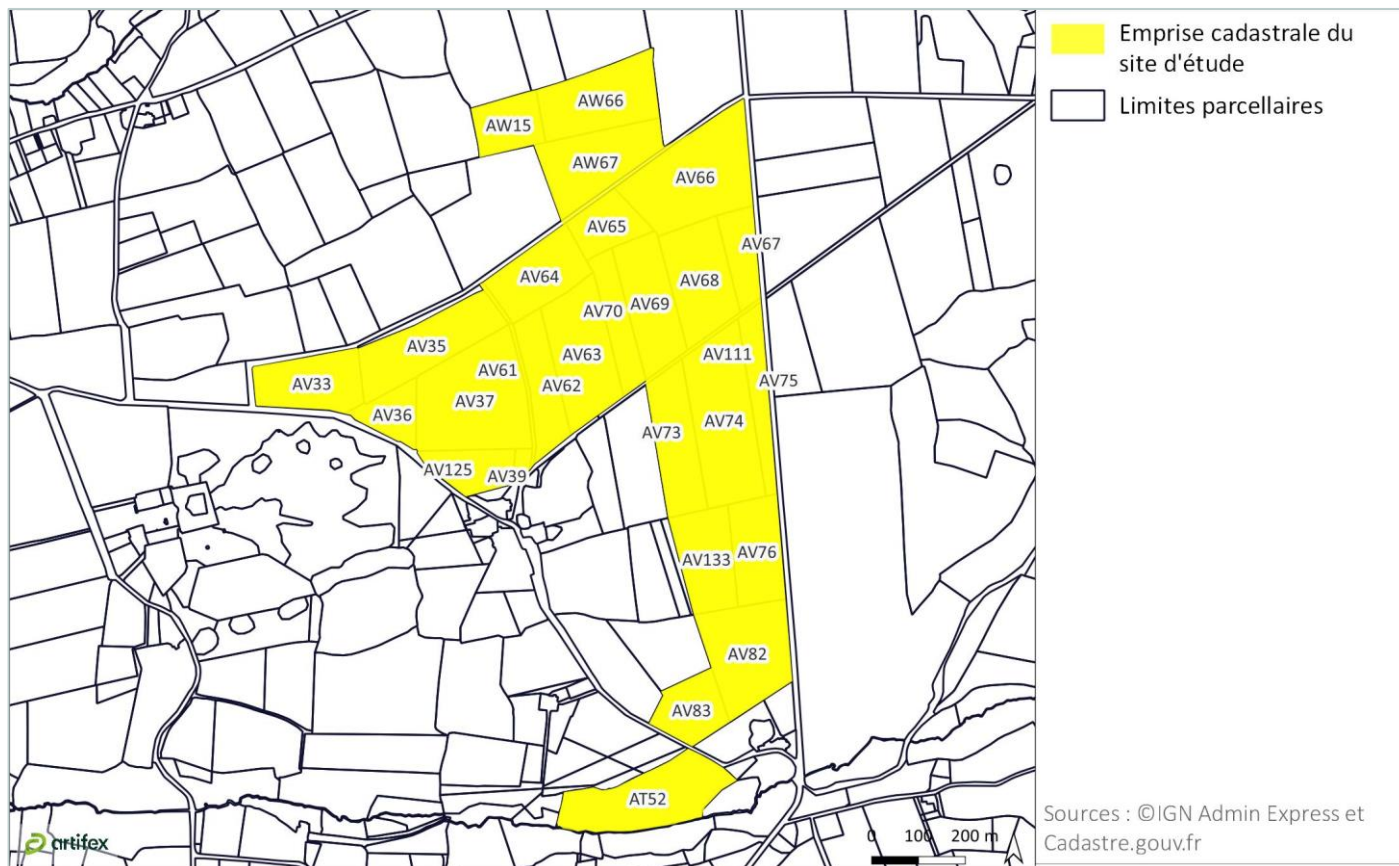 AW66
AW15
AW67
AV66
AV65
AV67
AV64
AV68
AV69
AV70
AV35
AV111
AV63
AV61
AV75
AV33
AV62
AV37
AV36
AV74
AV73
AV125
AV39
AV76
AV133
AV82
AV83
AT52
artifex
0 100 200 m
Emprise cadastrale du
site d'étude
Limites parcellaires
Sources : ©IGN Admin Express et
Cadastre.gouv.fr